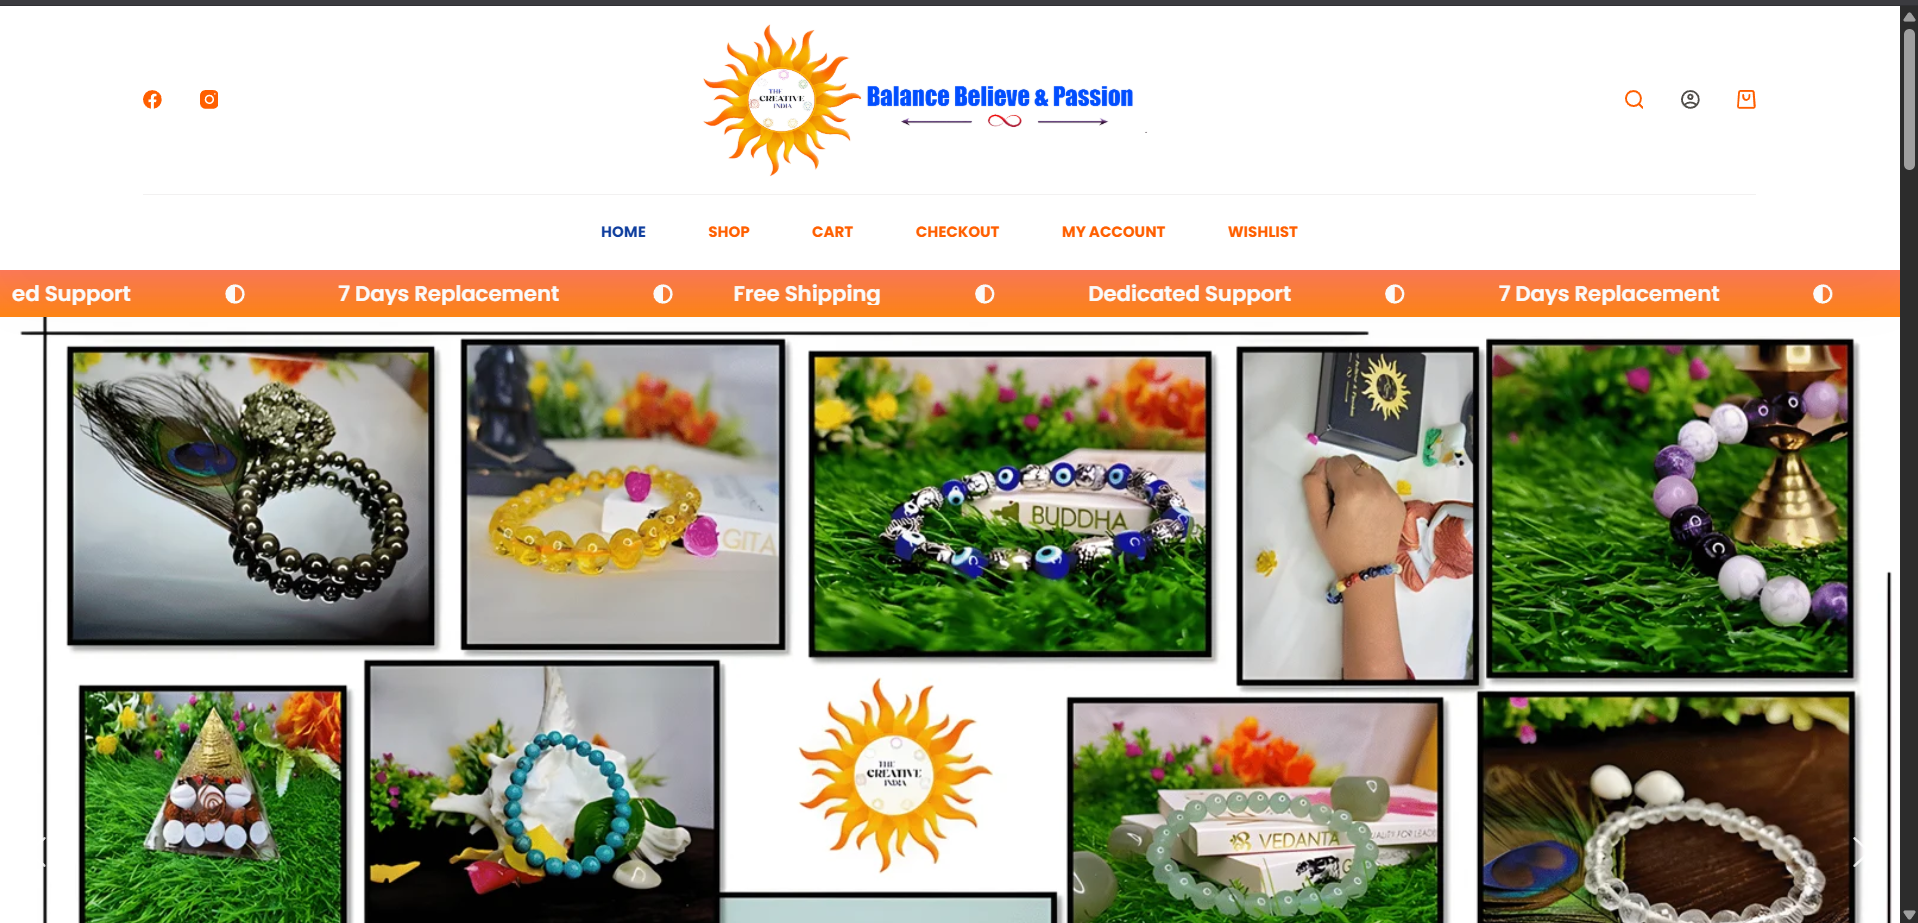 THE
CREATIVE
INDIA
Balance Believe & Passion
HOME
SHOP
CART
CHECKOUT
MY ACCOUNT
WISHLIST
ed Support
7 Days Replacement
Free Shipping
Dedicated Support
7 Days Replacement
GITA
BUDDHA
THE
CREATIVE
INDIA
VEDANTA